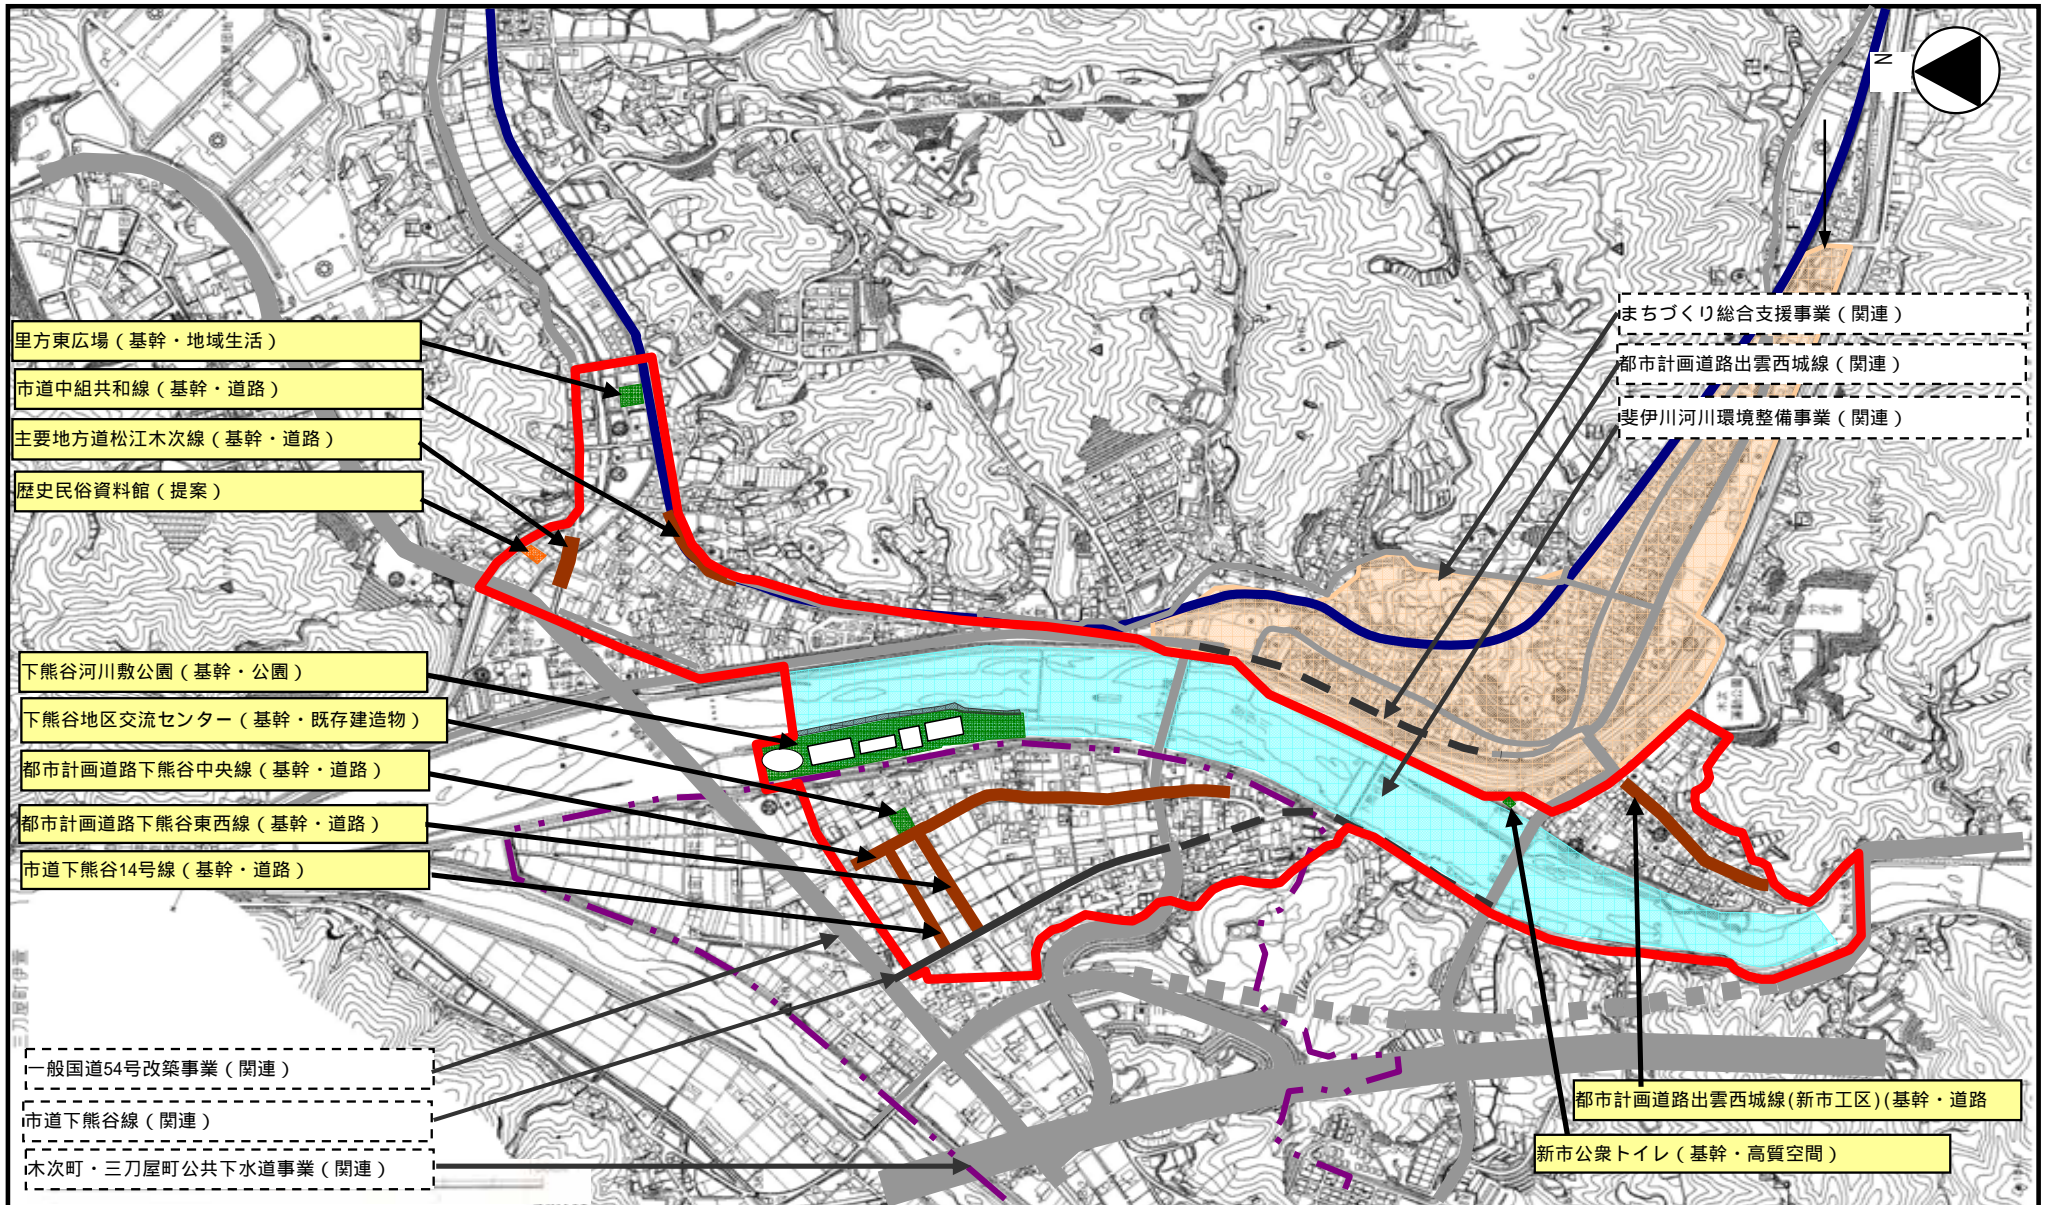 N
里方東広場（基幹・地域生活）
市道中組共和線（基幹・道路）
主要地方道松江木次線（基幹・道路）
歴史民俗資料館（提案）
まちづくり総合支援事業（関連）
都市計画道路出雲西城線（関連）
斐伊川河川環境整備事業（関連）
下熊谷河川敷公園（基幹・公園）
下熊谷地区交流センター（基幹・既存建造物）
都市計画道路下熊谷中央線（基幹・道路）
都市計画道路下熊谷東西線（基幹・道路）
市道下熊谷14号線（基幹・道路）
一般国道54号改築事業（関連）
市道下熊谷線（関連）
木次町・三刀屋町公共下水道事業（関連）
都市計画道路出雲西城線(新市工区)(基幹・道路
新市公衆トイレ（基幹・高質空間）